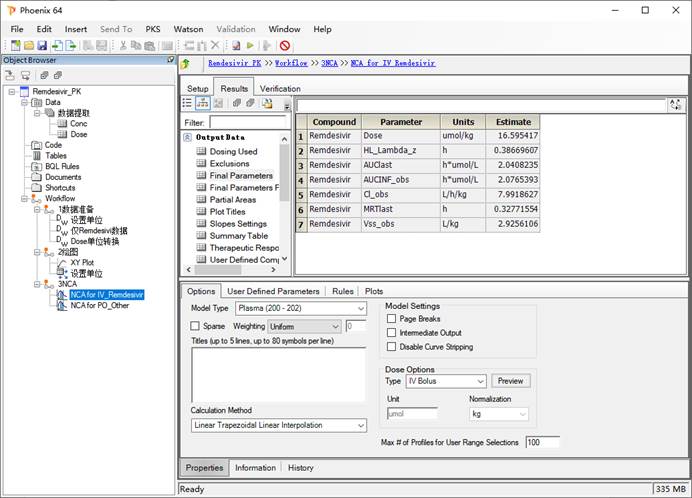 Phoenix 64
File Edit Insert Send To PKS Watson Validation Window Help
Object Browser
Remdesivir_PK
Data
数据提取
Conc
Dose
Code
Tables
BQL Rules
Documents
Shortcuts
Workflow
1数据准备
设置单位
仅Remdesivi数据
Dose单位转换
2绘图
XY Plot
设置单位
3NCA
NCA for IV_Remdesivir
NCA for PO_Other
Remdesivir PK >> Workflow >> 3NCA >> NCA for IV Remdesivir
Setup Results Verification
Filter:
Output Data
Dosing Used
Exclusions
Final Parameters
Final Parameters F
Partial Areas
Plot Titles
Slopes Settings
Summary Table
Therapeutic Respo
User Defined Comp
Compound Parameter Units Estimate
1 Remdesivir Dose umol/kg 16.595417
2 Remdesivir HL_Lambda_z h 0.38669607
3 Remdesivir AUClast h*umol/L 2.0408235
4 Remdesivir AUCINF_obs h*umol/L 2.0765393
5 Remdesivir Cl_obs L/h/kg 7.9918627
6 Remdesivir MRTlast h 0.32771554
7 Remdesivir Vss_obs L/kg 2.9256106
Options User Defined Parameters Rules Plots
Model Type Plasma (200 - 202)
Sparse Weighting Uniform 0
Titles (up to 5 lines, up to 80 symbols per line)
Calculation Method
Linear Trapezoidal Linear Interpolation
Model Settings
Page Breaks
Intermediate Output
Disable Curve Stripping
Dose Options
Type IV Bolus Preview
Unit Normalization
umol kg
Max # of Profiles for User Range Selections 100
Properties Information History
Ready 335 MB